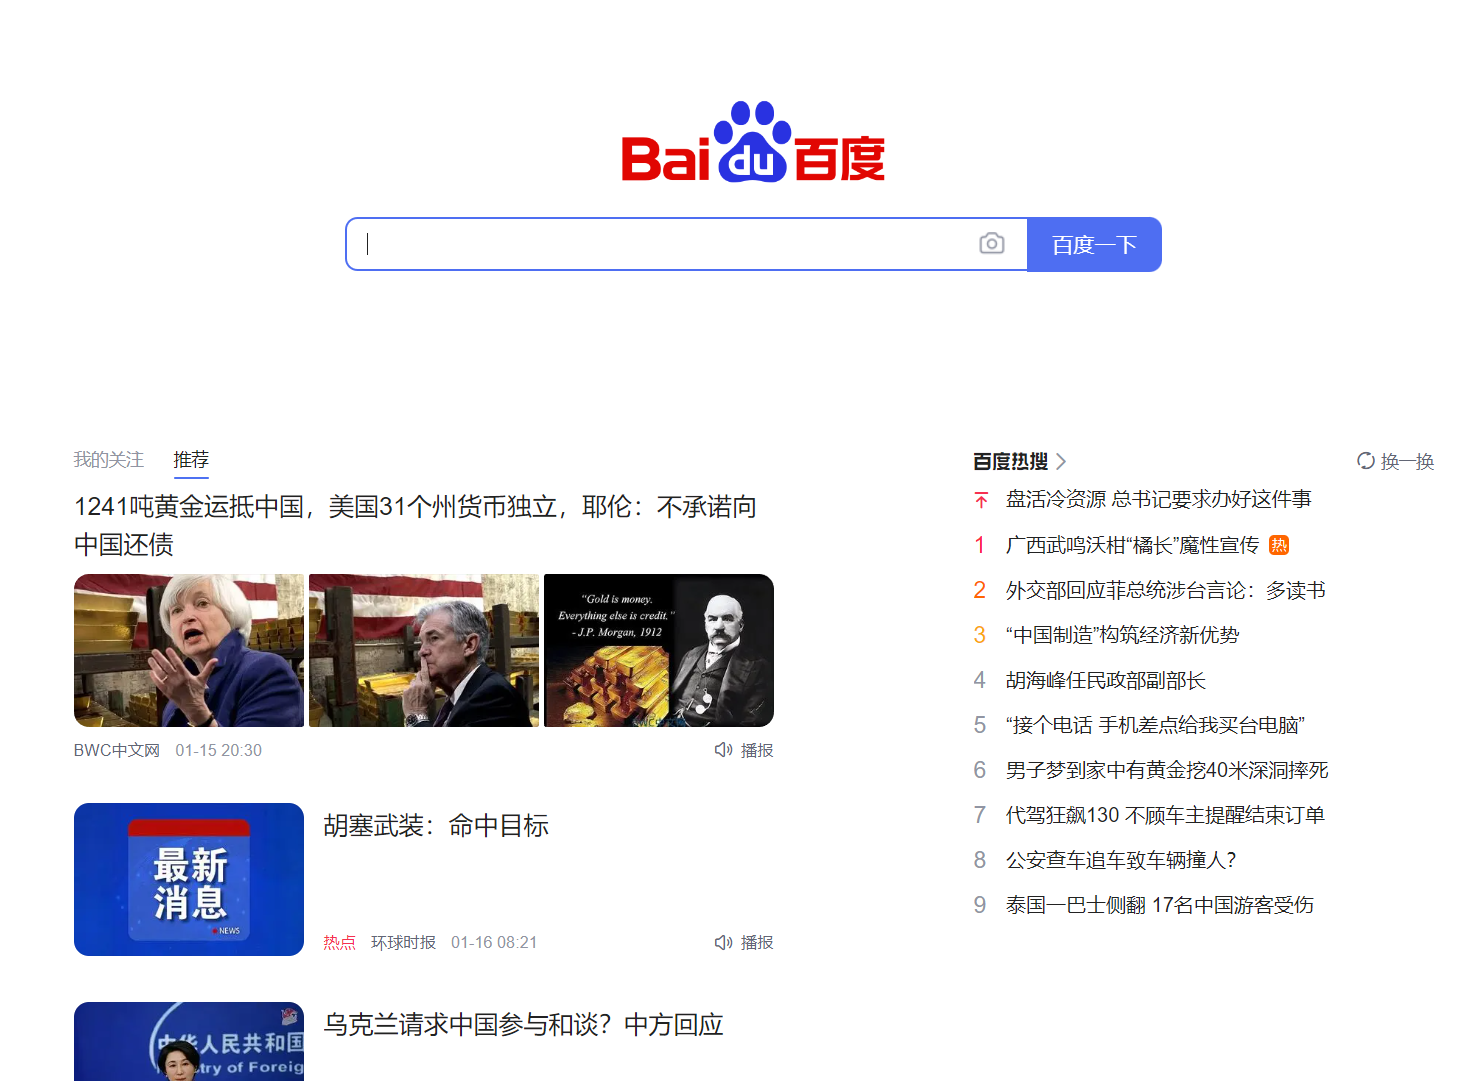 Bai du 百度
百度一下
我的关注 推荐
1241吨黄金运抵中国，美国31个州货币独立，耶伦：不承诺向
中国还债
“Gold is money.
Everything else is credit.”
- J.P. Morgan, 1912
BWC中文网 01-15 20:30 播报
最新
消息
NEWS
胡塞武装：命中目标
热点 环球时报 01-16 08:21 播报
中华人民共和国
stry of Foreig
乌克兰请求中国参与和谈？中方回应
百度热搜 换一换
盘活冷资源 总书记要求办好这件事
1 广西武鸣沃柑“橘长”魔性宣传 热
2 外交部回应菲总统涉台言论：多读书
3 “中国制造”构筑经济新优势
4 胡海峰任民政部副部长
5 “接个电话 手机差点给我买台电脑”
6 男子梦到家中有黄金挖40米深洞摔死
7 代驾狂飙130 不顾车主提醒结束订单
8 公安查车追车致车辆撞人？
9 泰国一巴士侧翻 17名中国游客受伤